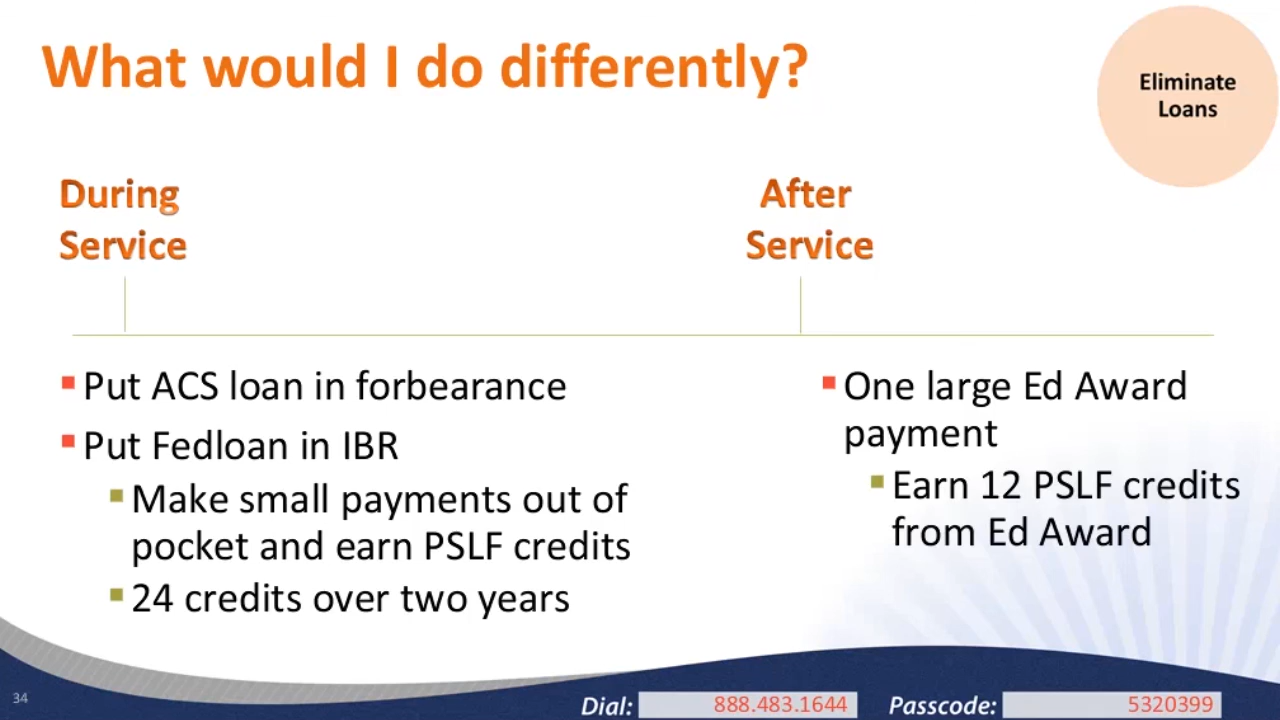 What would I do differently?
Eliminate
Loans
During
Service
After
Service
Put ACS loan in forbearance
Put Fedloan in IBR
Make small payments out of
pocket and earn PSLF credits
24 credits over two years
One large Ed Award
payment
Earn 12 PSLF credits
from Ed Award
34
Dial: 888.483.1644 Passcode: 5320399